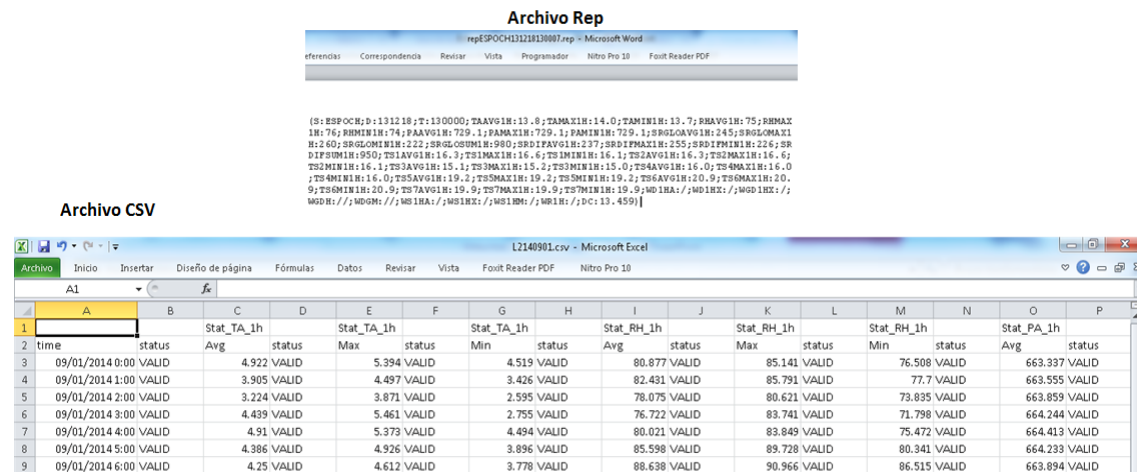 Archivo Rep
repESPOCH131218130007.rep - Microsoft Word
eferencias Correspondencia Revisar Vista Programador Nitro Pro 10 Foxit Reader PDF
(S:ESPOCH;D:131218;T:130000;TAAVG1H:13.8;TAMAX1H:14.0;TAMIN1H:13.7;RHAVG1H:75;RHMAX
1H:76;RHMIN1H:74;PAAVG1H:729.1;PAMAX1H:729.1;PAMIN1H:729.1;SRGLOAVG1H:245;SRGLOMAX1
H:260;SRGLOMIN1H:222;SRGLOSUM1H:980;SRDIFAVG1H:237;SRDIFMAX1H:255;SRDIFMIN1H:226;SR
DIFSUM1H:950;TS1AVG1H:16.3;TS1MAX1H:16.6;TS1MIN1H:16.1;TS2AVG1H:16.3;TS2MAX1H:16.6;
TS2MIN1H:16.1;TS3AVG1H:15.1;TS3MAX1H:15.2;TS3MIN1H:15.0;TS4AVG1H:16.0;TS4MAX1H:16.0
;TS4MIN1H:16.0;TS5AVG1H:19.2;TS5MAX1H:19.2;TS5MIN1H:19.2;TS6AVG1H:20.9;TS6MAX1H:20.
9;TS6MIN1H:20.9;TS7AVG1H:19.9;TS7MAX1H:19.9;TS7MIN1H:19.9;WD1HA:/;WD1HX:/;WGD1HX:/;
WGDH://;WDGM://;WS1HA:/;WS1HX:/;WS1HM:/;WR1H:/;DC:13.459)
Archivo CSV
L2140901.csv - Microsoft Excel
Archivo Inicio Insertar Diseño de página Fórmulas Datos Revisar Vista Foxit Reader PDF Nitro Pro 10
A1 fx
A B C D E F G H I J K L M N O P
1 Stat_TA_1h Stat_TA_1h Stat_TA_1h Stat_RH_1h Stat_RH_1h Stat_RH_1h Stat_PA_1h
2 time status Avg status Max status Min status Avg status Max status Min status Avg status
3 09/01/2014 0:00 VALID 4.922 VALID 5.394 VALID 4.519 VALID 80.877 VALID 85.141 VALID 76.508 VALID 663.337 VALID
4 09/01/2014 1:00 VALID 3.905 VALID 4.497 VALID 3.426 VALID 82.431 VALID 85.791 VALID 77.7 VALID 663.555 VALID
5 09/01/2014 2:00 VALID 3.224 VALID 3.871 VALID 2.595 VALID 78.075 VALID 80.621 VALID 73.835 VALID 663.859 VALID
6 09/01/2014 3:00 VALID 4.439 VALID 5.461 VALID 2.755 VALID 76.722 VALID 83.741 VALID 71.798 VALID 664.244 VALID
7 09/01/2014 4:00 VALID 4.91 VALID 5.373 VALID 4.494 VALID 80.021 VALID 83.849 VALID 75.472 VALID 664.413 VALID
8 09/01/2014 5:00 VALID 4.386 VALID 4.926 VALID 3.896 VALID 85.598 VALID 89.728 VALID 80.341 VALID 664.233 VALID
9 09/01/2014 6:00 VALID 4.25 VALID 4.612 VALID 3.778 VALID 88.638 VALID 90.966 VALID 86.515 VALID 663.894 VALID